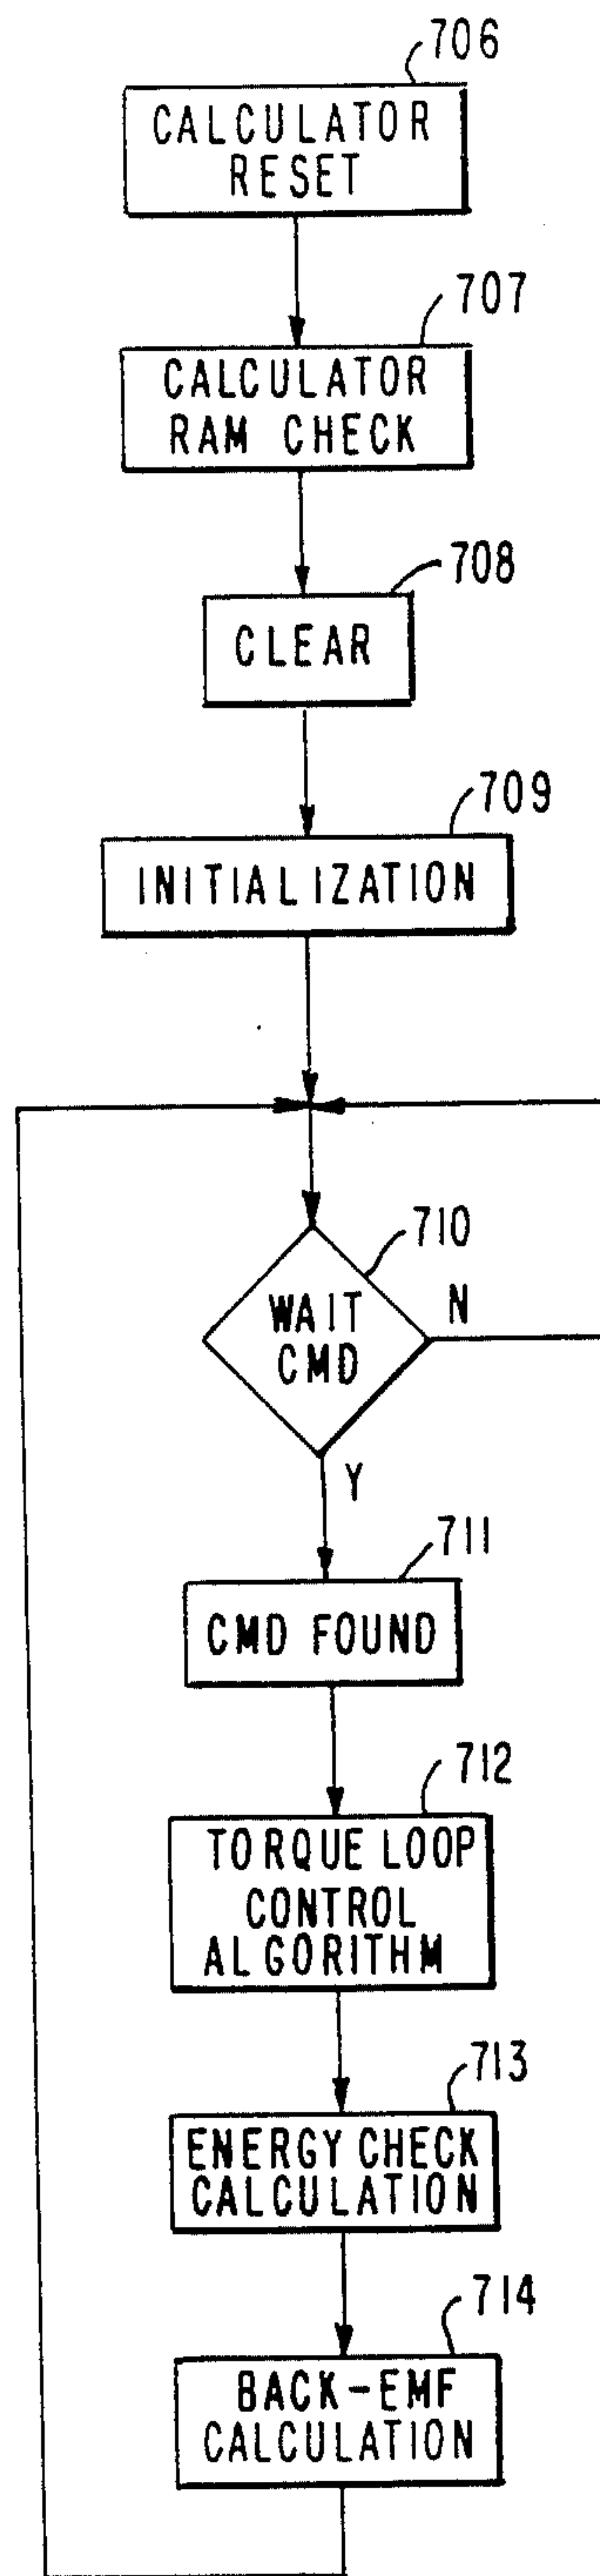 706
CALCULATOR
RESET
707
CALCULATOR
RAM CHECK
708
CLEAR
709
INITIALIZATION
710
WAIT
CMD
N
Y
711
CMD FOUND
712
TORQUE LOOP
CONTROL
ALGORITHM
713
ENERGY CHECK
CALCULATION
714
BACK-EMF
CALCULATION